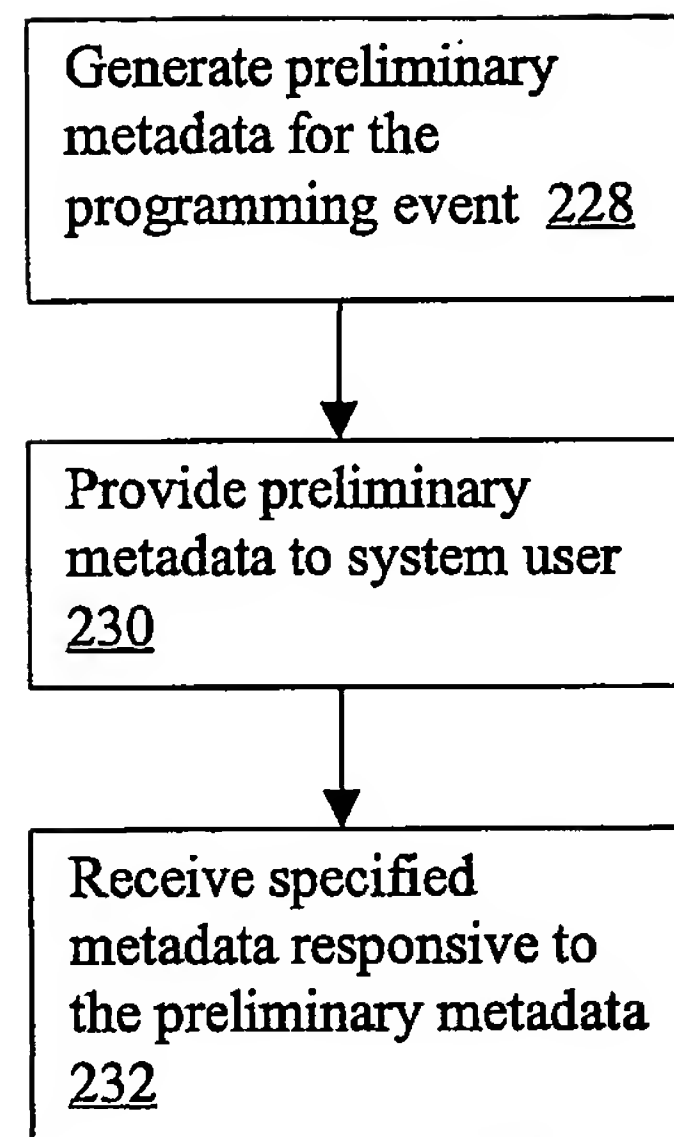 Generate preliminary
metadata for the
programming event 228
Provide preliminary
metadata to system user
230
Receive specified
metadata responsive to
the preliminary metadata
232